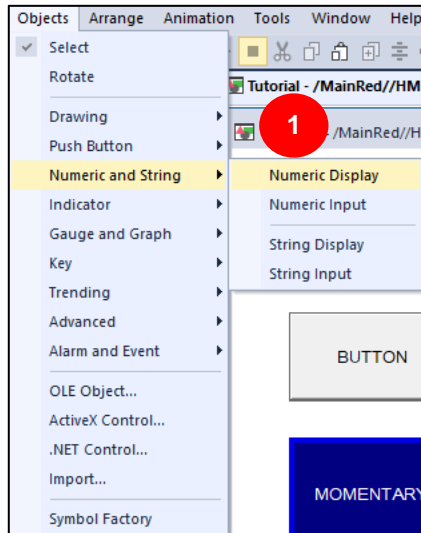 Objects Arrange Animation Tools Window Help
Select
Rotate
Tutorial - /MainRed//HM
Drawing
1 - /MainRed//H
Push Button
Numeric and String
Numeric Display
Indicator
Numeric Input
Gauge and Graph
String Display
Key
String Input
Trending
Advanced
Alarm and Event
BUTTON
OLE Object...
ActiveX Control...
.NET Control...
Import...
MOMENTARY
Symbol Factory